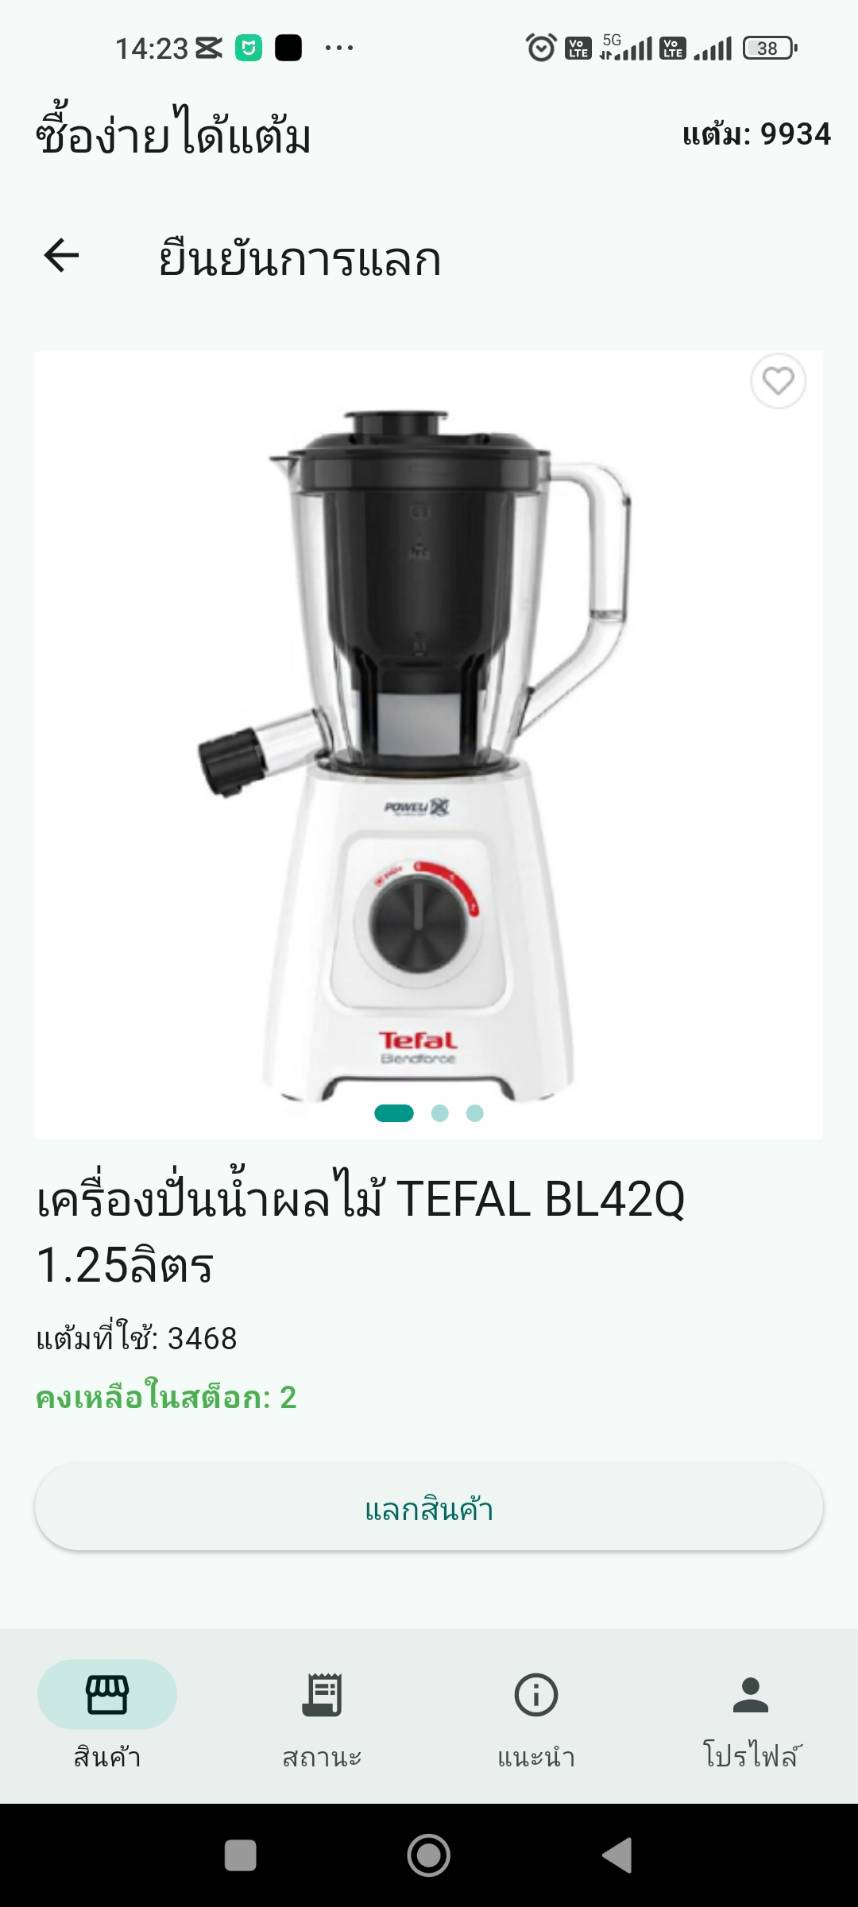 14:23
5G
Vo LTE
Vo LTE
38
ซื้อง่ายได้แต้ม
แต้ม: 9934
ยืนยันการแลก
Tefal
Blendforce
เครื่องปั่นน้ำผลไม้ TEFAL BL42Q
1.25ลิตร
แต้มที่ใช้: 3468
คงเหลือในสต็อก: 2
แลกสินค้า
สินค้า
สถานะ
แนะนำ
โปรไฟล์